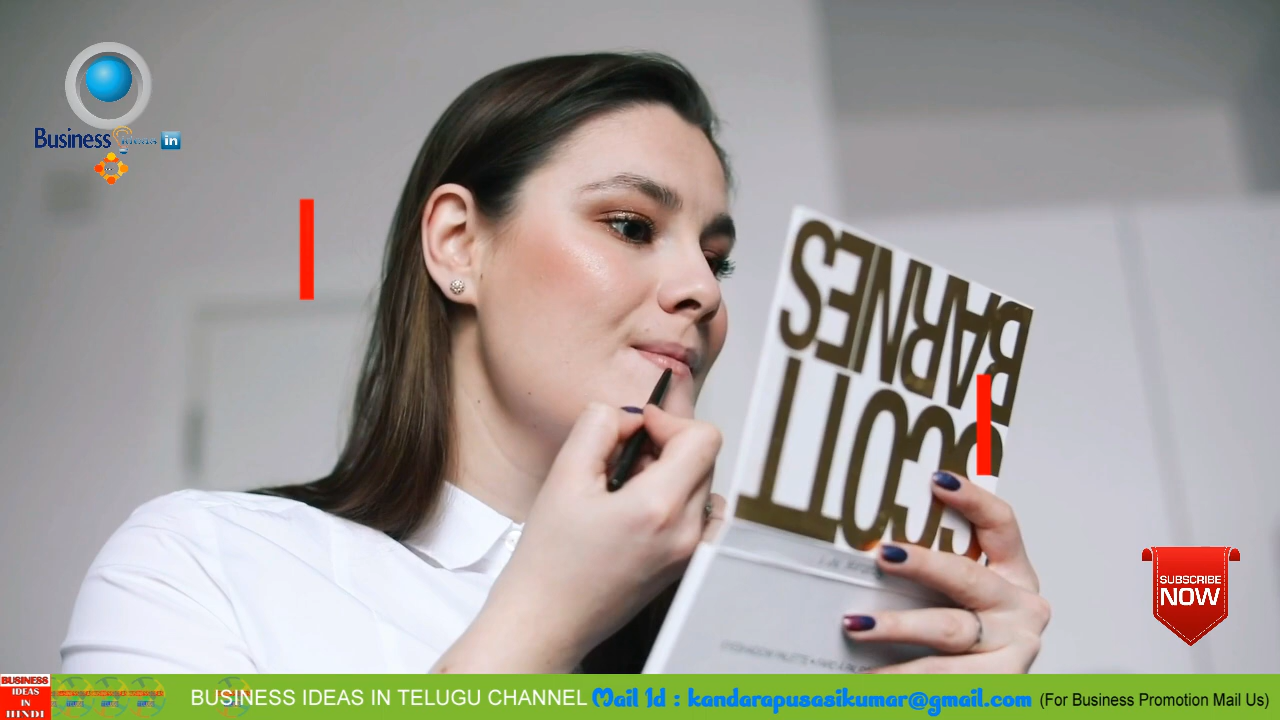 Business in
BARNES
SCOTT
SUBSCRIBE
NOW
BUSINESS
IDEAS
IN
HINDI
BUSINESS IDEAS IN TELUGU CHANNEL Mail Id : kandarapusasikumar@gmail.com (For Business Promotion Mail Us)